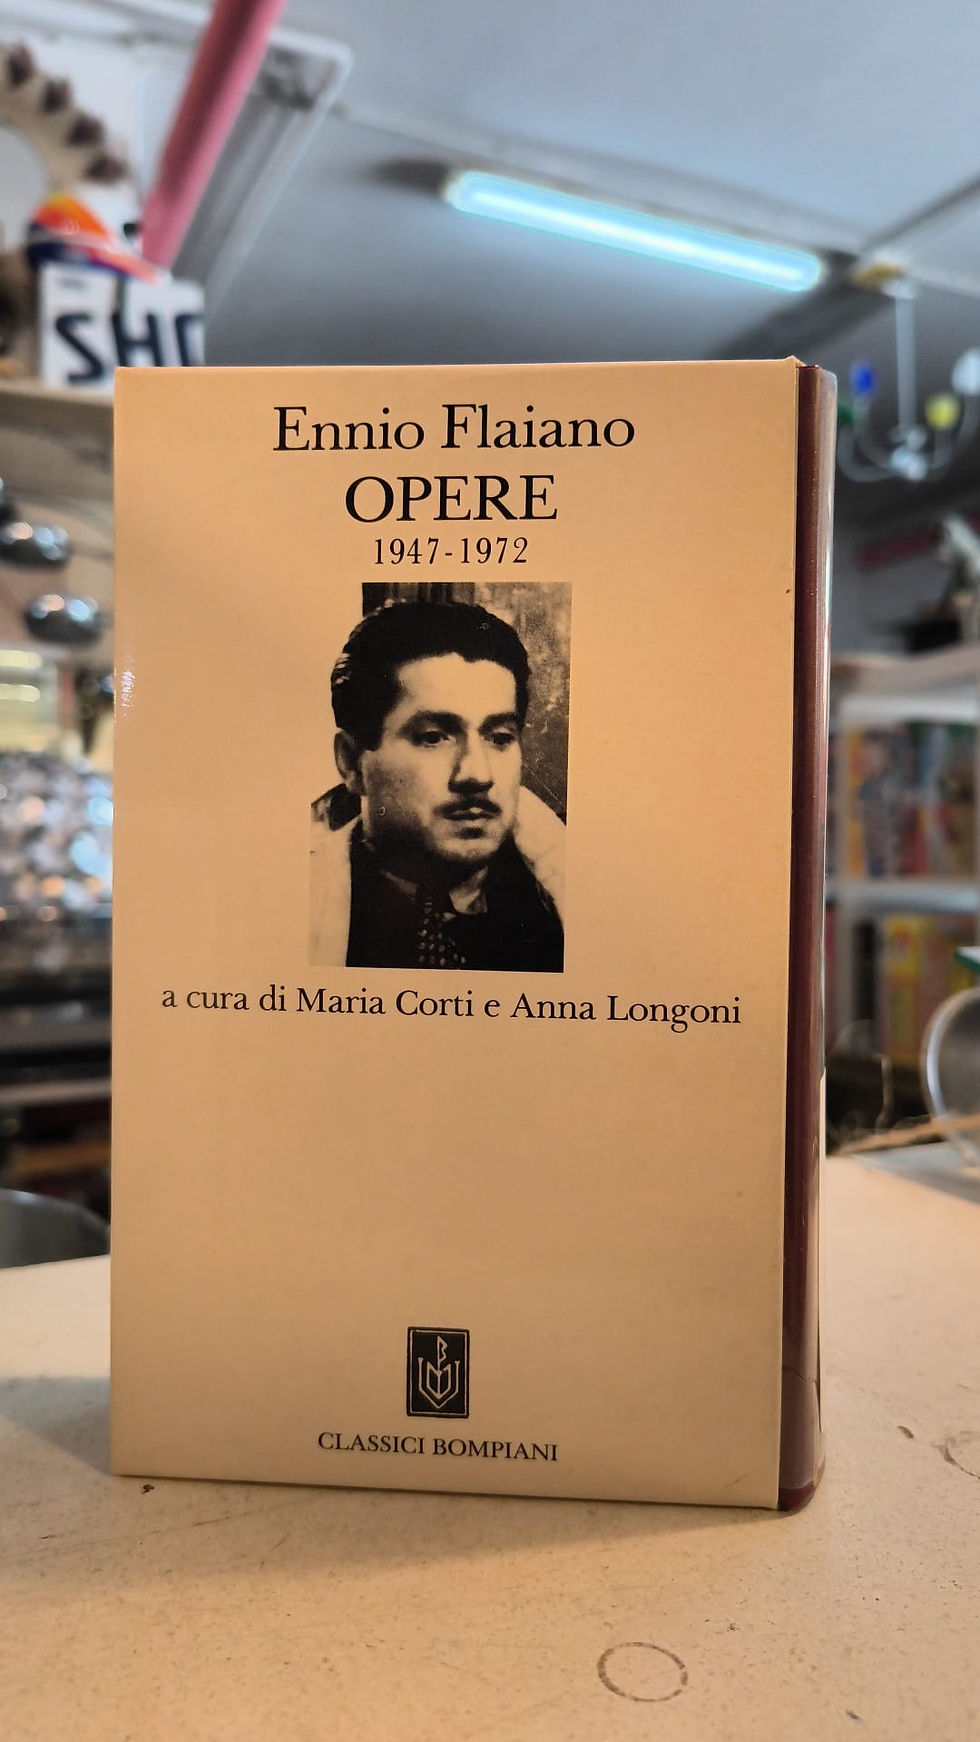 Ennio Flaiano
OPERE
1947-1972
a cura di Maria Corti e Anna Longoni
CLASSICI BOMPIANI